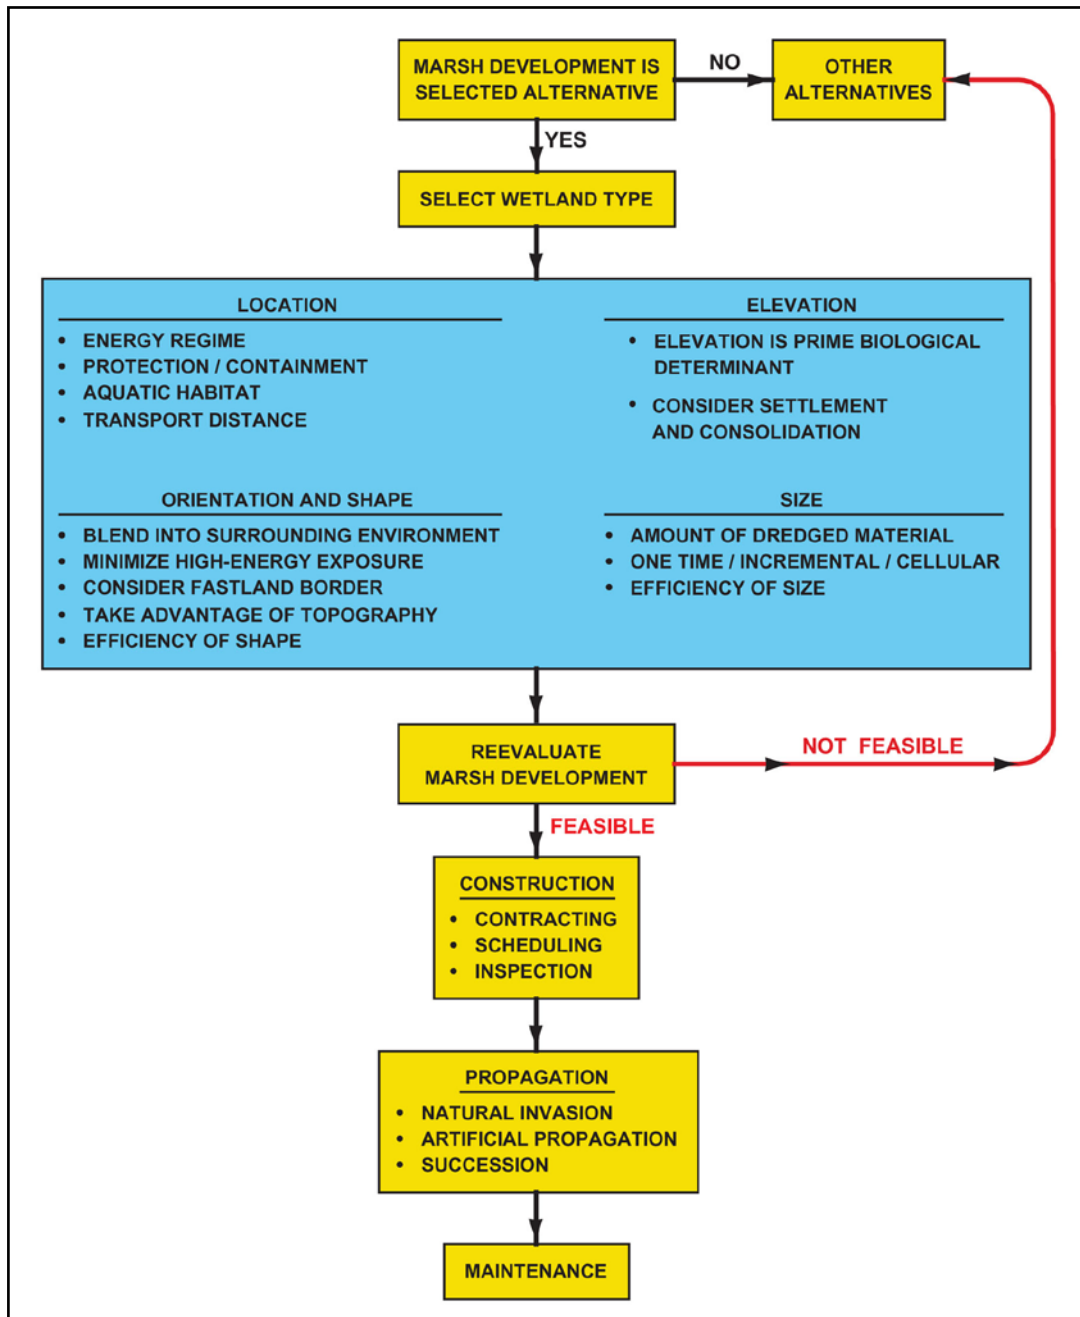 MARSH DEVELOPMENT IS
SELECTED ALTERNATIVE
NO
OTHER
ALTERNATIVES
YES
SELECT WETLAND TYPE
LOCATION
• ENERGY REGIME
• PROTECTION / CONTAINMENT
• AQUATIC HABITAT
• TRANSPORT DISTANCE
ELEVATION
• ELEVATION IS PRIME BIOLOGICAL
DETERMINANT
• CONSIDER SETTLEMENT
AND CONSOLIDATION
ORIENTATION AND SHAPE
• BLEND INTO SURROUNDING ENVIRONMENT
• MINIMIZE HIGH-ENERGY EXPOSURE
• CONSIDER FASTLAND BORDER
• TAKE ADVANTAGE OF TOPOGRAPHY
• EFFICIENCY OF SHAPE
SIZE
• AMOUNT OF DREDGED MATERIAL
• ONE TIME / INCREMENTAL / CELLULAR
• EFFICIENCY OF SIZE
REEVALUATE
MARSH DEVELOPMENT
NOT FEASIBLE
FEASIBLE
CONSTRUCTION
• CONTRACTING
• SCHEDULING
• INSPECTION
PROPAGATION
• NATURAL INVASION
• ARTIFICIAL PROPAGATION
• SUCCESSION
MAINTENANCE